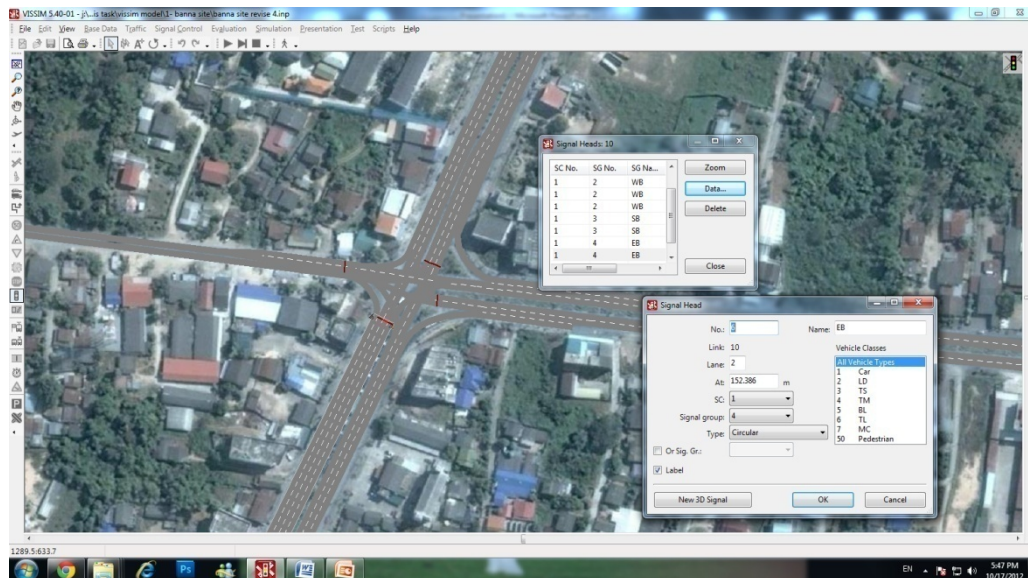 VISSIM 5.40-01 - j:\...is task\vissim model\1- banna site\banna site revise 4.inp
File Edit View Base Data Traffic Signal Control Evaluation Simulation Presentation Test Scripts Help
Signal Heads: 10
SC No. SG No. SG Na...
1 2 WB
1 2 WB
1 2 WB
1 3 SB
1 3 SB
1 4 EB
1 4 EB
Zoom
Data...
Delete
Close
Signal Head
No.: Name: EB
Link: 10 Vehicle Classes
Lane: 2
At: 152.386 m
SC: 1
Signal group: 4
Type: Circular
Or Sig. Gr.:
Label
All Vehicle Types
1 Car
2 LD
3 TS
4 TM
5 BL
6 TL
7 MC
50 Pedestrian
New 3D Signal OK Cancel
1289.5:633.7
Ps
EN 5:47 PM
10/17/2012